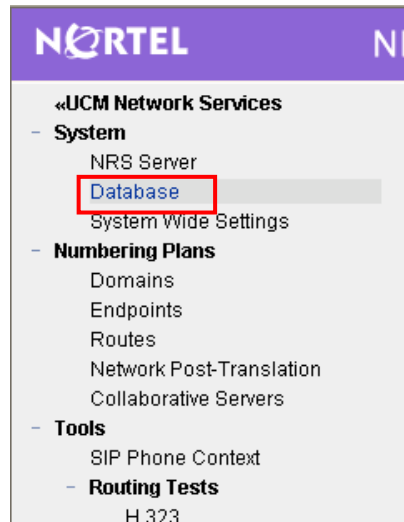 NORTEL
«UCM Network Services
− System
NRS Server
Database
System Wide Settings
− Numbering Plans
Domains
Endpoints
Routes
Network Post-Translation
Collaborative Servers
− Tools
SIP Phone Context
− Routing Tests
H.323